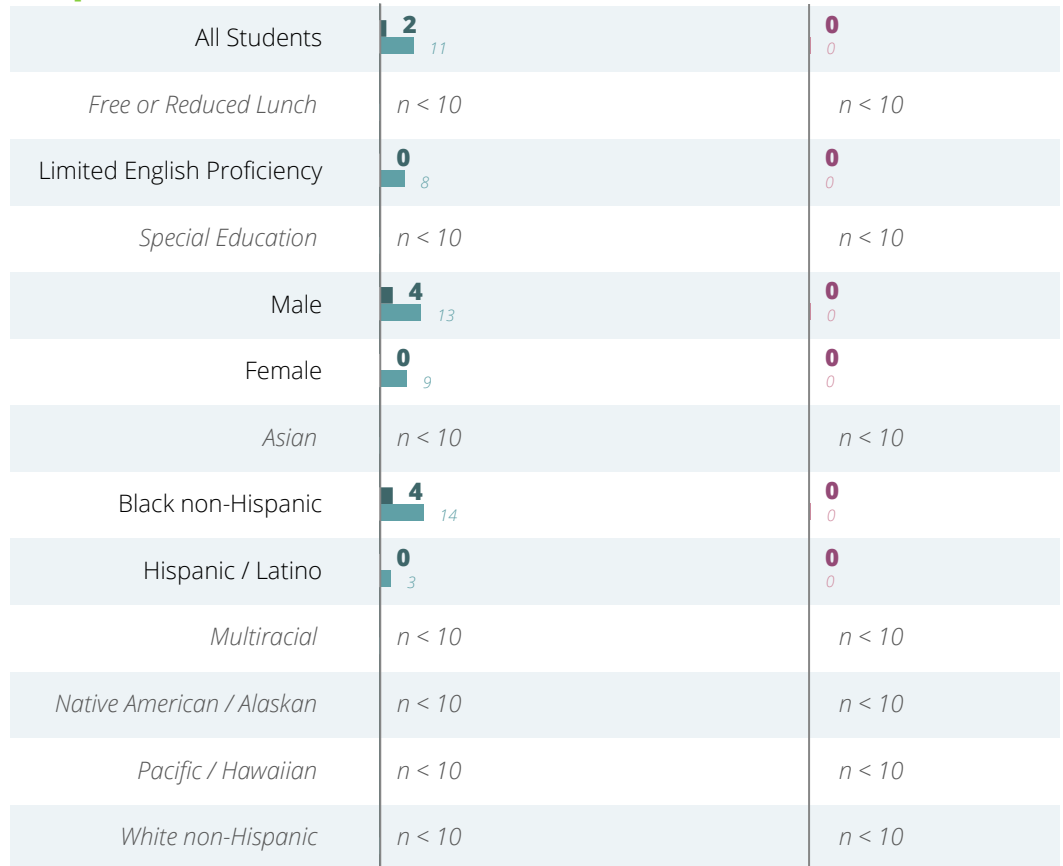 All Students 2 11 0 0
Free or Reduced Lunch n < 10 n < 10
Limited English Proficiency 0 8 0 0
Special Education n < 10 n < 10
Male 4 13 0 0
Female 0 9 0 0
Asian n < 10 n < 10
Black non-Hispanic 4 14 0 0
Hispanic / Latino 0 3 0 0
Multiracial n < 10 n < 10
Native American / Alaskan n < 10 n < 10
Pacific / Hawaiian n < 10 n < 10
White non-Hispanic n < 10 n < 10